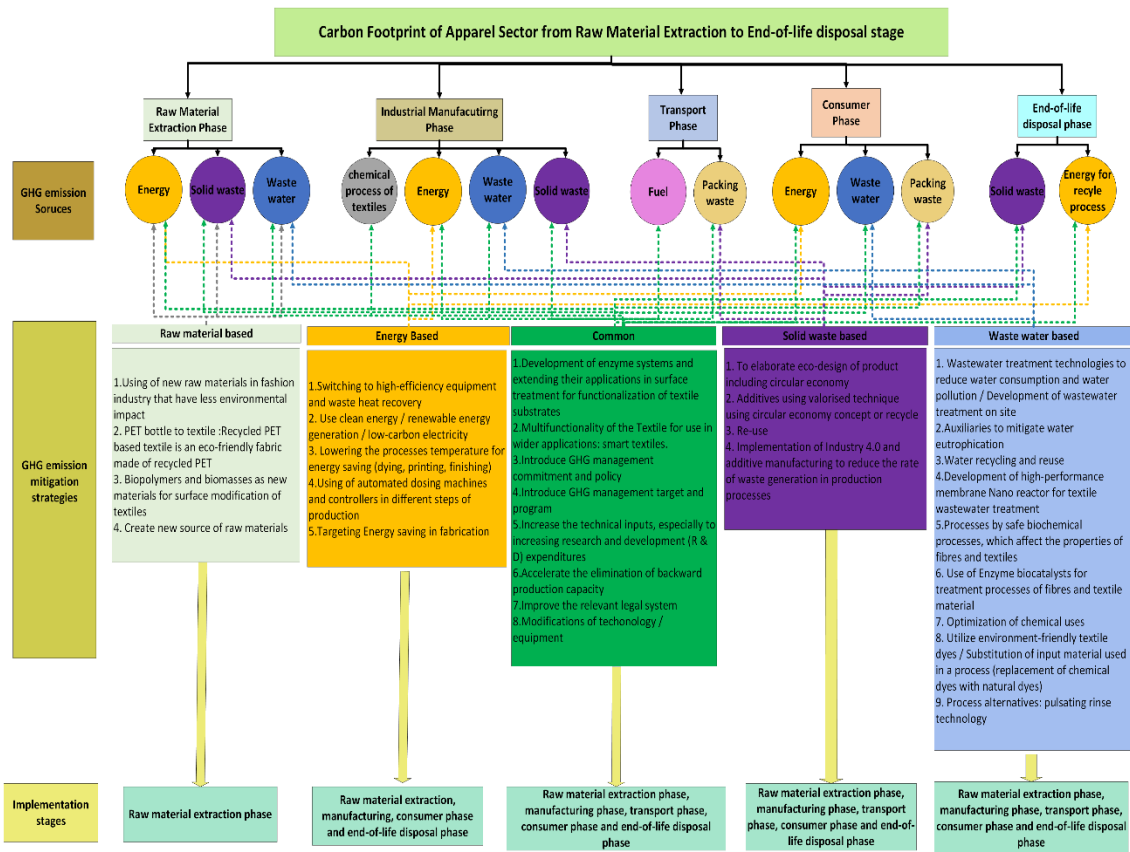 Carbon Footprint of Apparel Sector from Raw Material Extraction to End-of-life disposal stage
Raw Material
Extraction Phase
Industrial Manufacutirng
Phase
Transport
Phase
Consumer
Phase
End-of-life
disposal phase
GHG emission
Soruces
Energy
Solid waste
Waste
water
chemical
process of
textiles
Energy
Waste
water
Solid waste
Fuel
Packing
waste
Energy
Waste
water
Packing
waste
Solid waste
Energy for
recyle
process
GHG emission
mitigation
strategies
Raw material based
1.Using of new raw materials in fashion
industry that have less environmental
impact
2. PET bottle to textile :Recycled PET
based textile is an eco-friendly fabric
made of recycled PET
3. Biopolymers and biomasses as new
materials for surface modification of
textiles
4. Create new source of raw materials
Energy Based
1.Switching to high-efficiency equipment
and waste heat recovery
2. Use clean energy / renewable energy
generation / low-carbon electricity
3. Lowering the processes temperature for
energy saving (dying, printing, finishing)
4.Using of automated dosing machines
and controllers in different steps of
production
5.Targeting Energy saving in fabrication
Common
1.Development of enzyme systems and
extending their applications in surface
treatment for functionalization of textile
substrates
2. Multifunctionality of the Textile for use in
wider applications: smart textiles.
3.Introduce GHG management
commitment and policy
4.Introduce GHG management target and
program
5.Increase the technical inputs, especially to
increasing research and development (R &
D) expenditures
6.Accelerate the elimination of backward
production capacity
7.Improve the relevant legal system
8.Modifications of techonology /
equipment
Solid waste based
1. To elaborate eco-design of product
including circular economy
2. Additives using valorised technique
using circular economy concept or recycle
3. Re-use
4. Implementation of Industry 4.0 and
additive manufacturing to reduce the rate
of waste generation in production
processes
Waste water based
1. Wastewater treatment technologies to
reduce water consumption and water
pollution / Development of wastewater
treatment on site
2.Auxiliaries to mitigate water
eutrophication
3.Water recycling and reuse
4.Development of high-performance
membrane Nano reactor for textile
wastewater treatment
5.Processes by safe biochemical
processes, which affect the properties of
fibres and textiles
6. Use of Enzyme biocatalysts for
treatment processes of fibres and textile
material
7. Optimization of chemical uses
8. Utilize environment-friendly textile
dyes / Substitution of input material used
in a process (replacement of chemical
dyes with natural dyes)
9. Process alternatives: pulsating rinse
technology
Implementation
stages
Raw material extraction phase
Raw material extraction,
manufacturing, consumer phase
and end-of-life disposal phase
Raw material extraction phase,
manufacturing phase, transport phase,
consumer phase and end-of-life disposal
phase
Raw material extraction phase,
manufacturing phase, transport
phase, consumer phase and end-of-
life disposal phase
Raw material extraction phase,
manufacturing phase, transport phase,
consumer phase and end-of-life disposal
phase